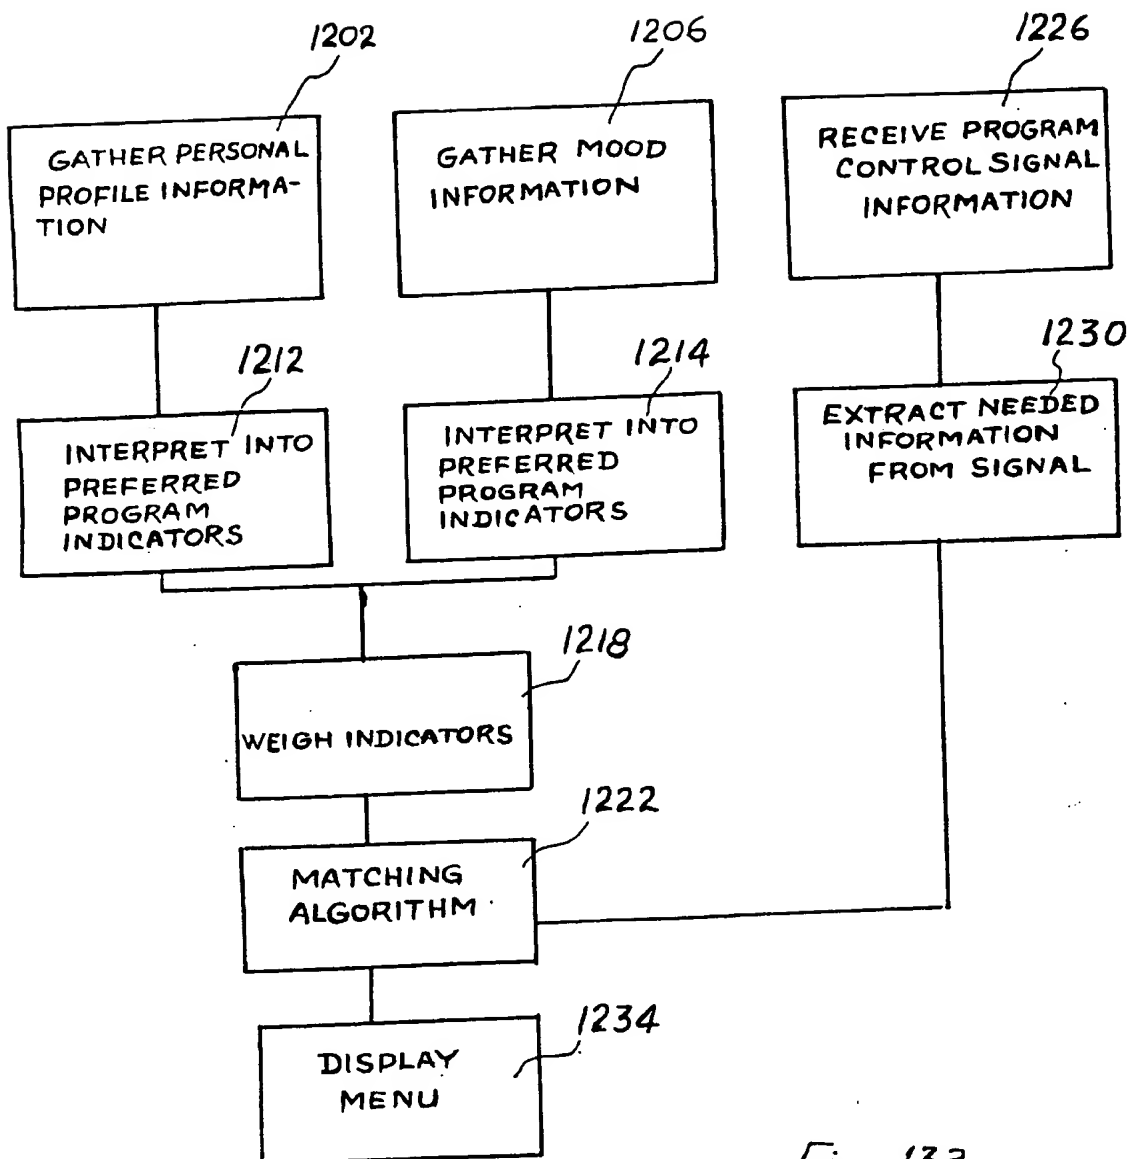 1202
GATHER PERSONAL
PROFILE INFORMA-
TION
1206
GATHER MOOD
INFORMATION
1226
RECEIVE PROGRAM
CONTROL SIGNAL
INFORMATION
1212
INTERPRET INTO
PREFERRED
PROGRAM
INDICATORS
1214
INTERPRET INTO
PREFERRED
PROGRAM
INDICATORS
1230
EXTRACT NEEDED
INFORMATION
FROM SIGNAL
1218
WEIGH INDICATORS
1222
MATCHING
ALGORITHM
1234
DISPLAY
MENU